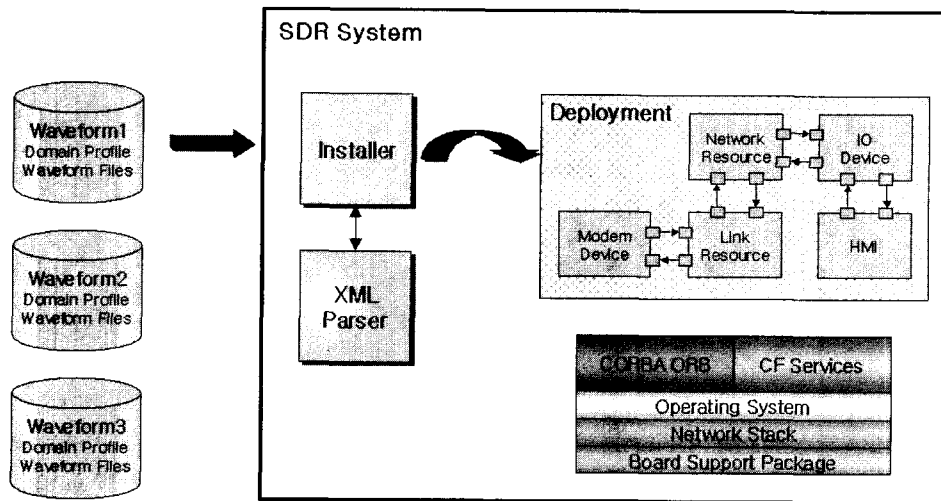 SDR System
Waveform1
Domain Profile
Waveform Files
Waveform2
Domain Profile
Waveform Files
Waveform3
Domain Profile
Waveform Files
Installer
XML
Parser
Deployment
Network
Resource
IO
Device
Modem
Device
Link
Resource
HMI
CORBA ORB
CF Services
Operating System
Network Stack
Board Support Package